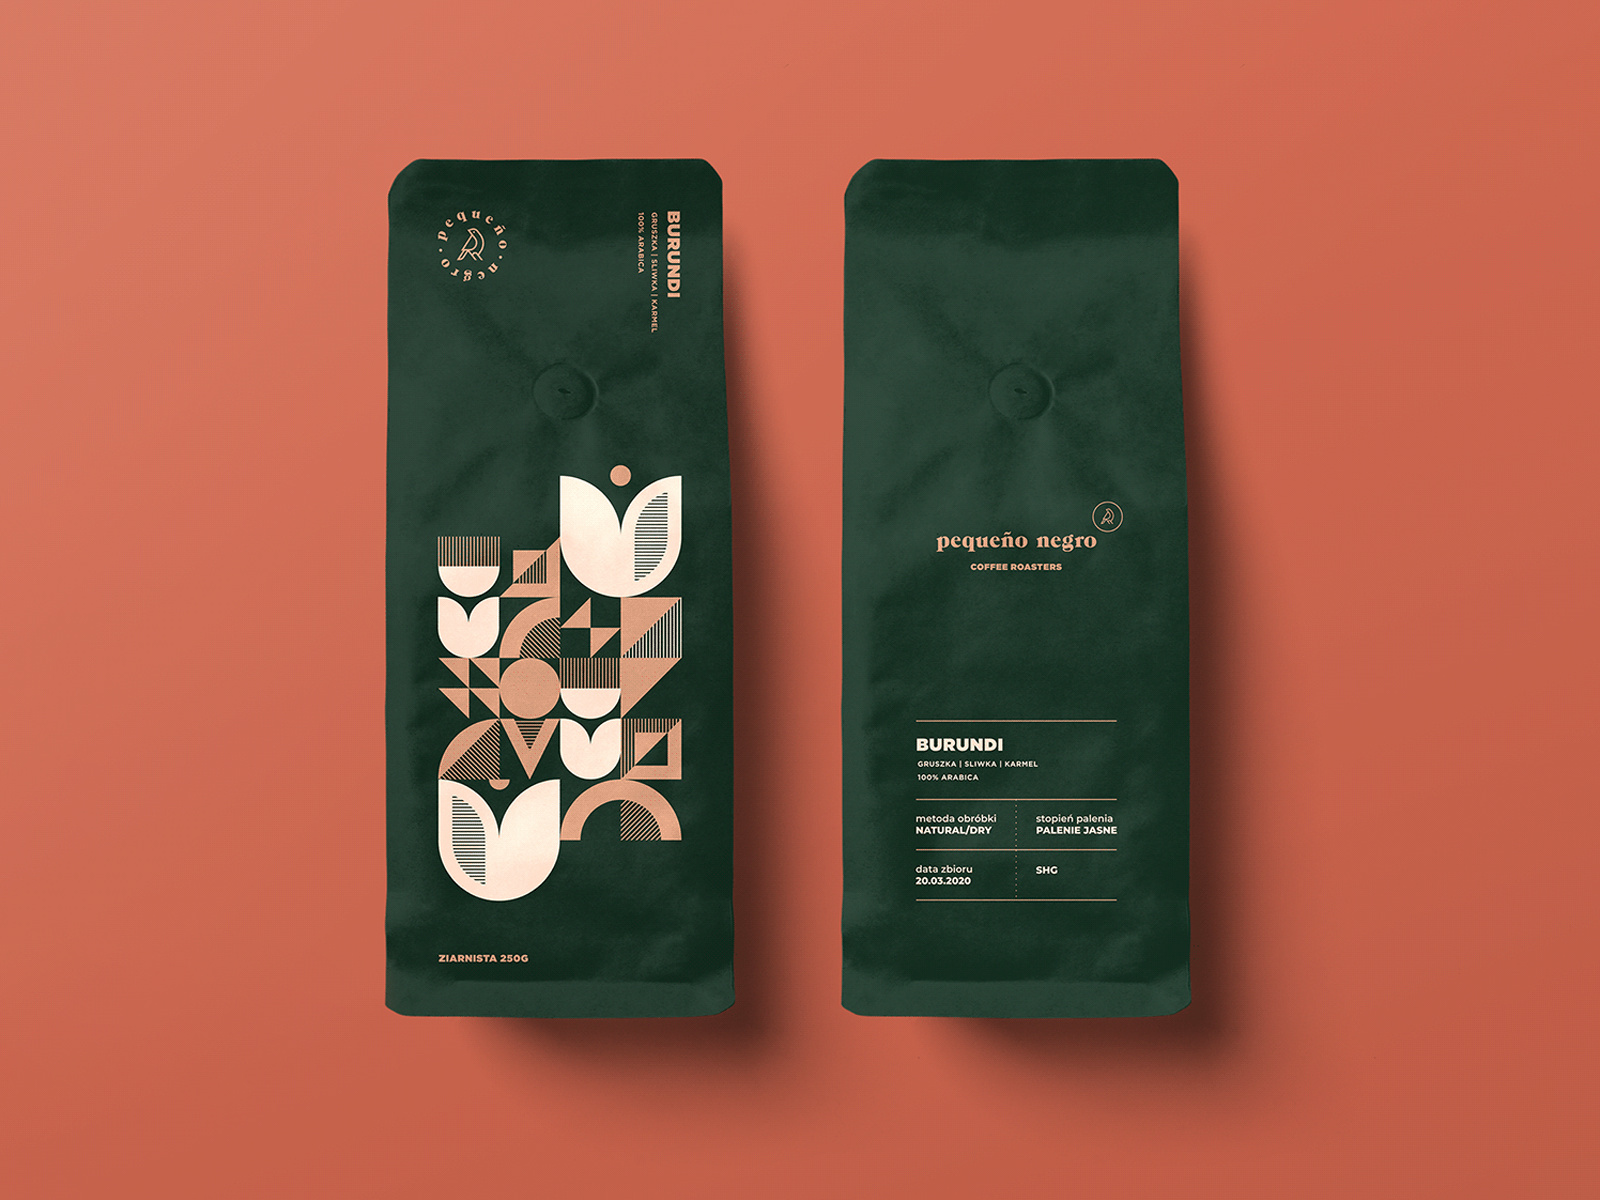 pequeño · negro ·
BURUNDI
GRUSZKA | SLIWKA | KARMEL
100% ARABICA
ZIARNISTA 250G
pequeño negro
COFFEE ROASTERS
BURUNDI
GRUSZKA | SLIWKA | KARMEL
100% ARABICA
metoda obróbki
NATURAL/DRY
stopień palenia
PALENIE JASNE
data zbioru
20.03.2020
SHG